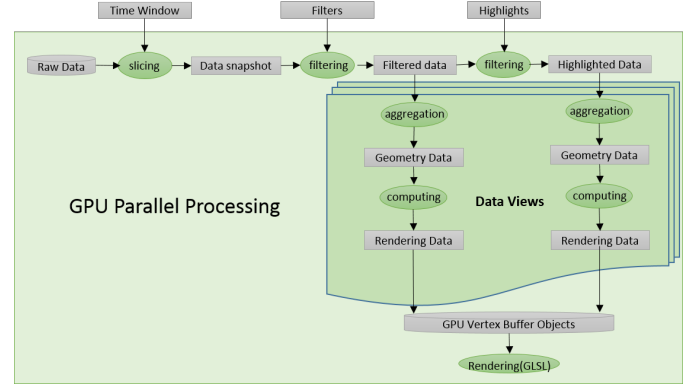 Time Window
Filters
Highlights
Raw Data
slicing
Data snapshot
filtering
Filtered data
filtering
Highlighted Data
aggregation
aggregation
Geometry Data
Geometry Data
computing
computing
Data Views
GPU Parallel Processing
Rendering Data
Rendering Data
GPU Vertex Buffer Objects
Rendering(GLSL)